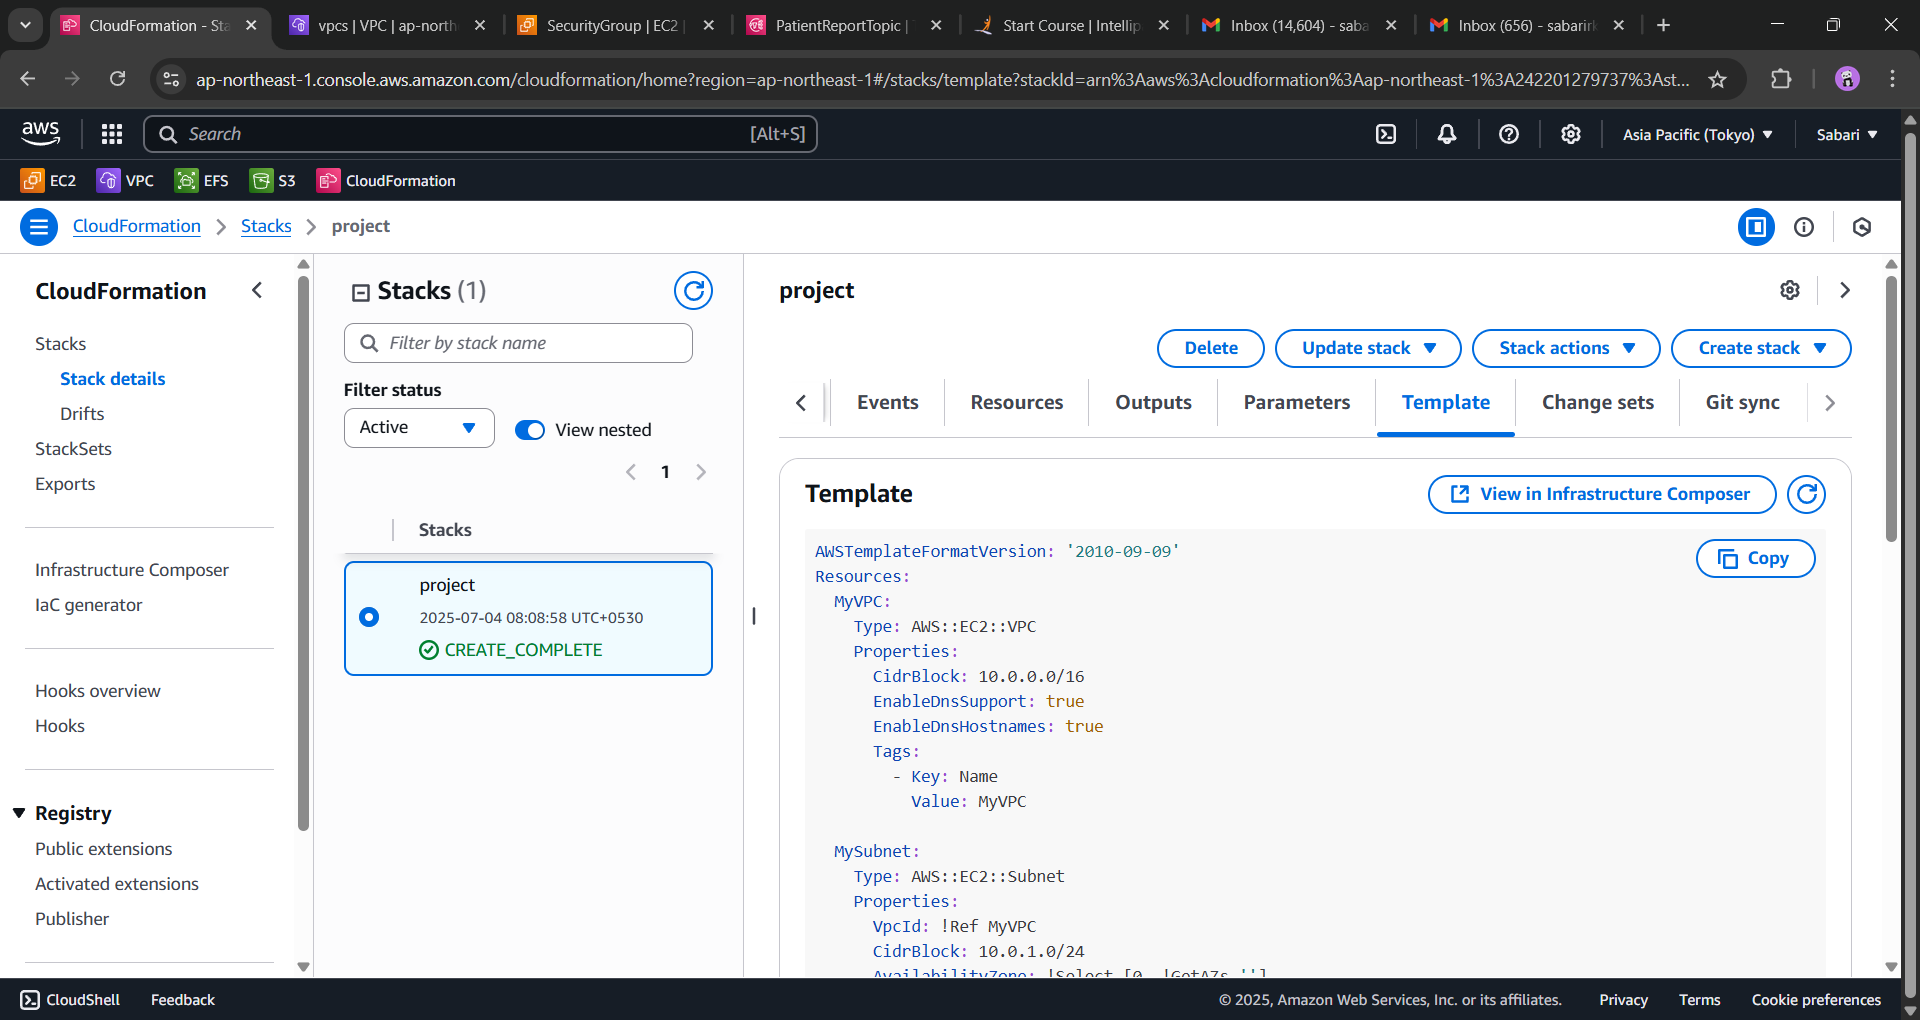 CloudFormation - Sta
vpcs | VPC | ap-north
SecurityGroup | EC2 |
PatientReportTopic |
Start Course | Intellip
Inbox (14,604) - saba
Inbox (656) - sabarirk
ap-northeast-1.console.aws.amazon.com/cloudformation/home?region=ap-northeast-1#/stacks/template?stackId=arn%3Aaws%3Acloudformation%3Aap-northeast-1%3A242201279737%3Ast...
aws
Search
[Alt+S]
Asia Pacific (Tokyo)
Sabari
EC2
VPC
EFS
S3
CloudFormation
CloudFormation
Stacks
project
CloudFormation
Stacks
Stack details
Drifts
StackSets
Exports
Infrastructure Composer
IaC generator
Hooks overview
Hooks
Registry
Public extensions
Activated extensions
Publisher
Stacks (1)
Filter by stack name
Filter status
Active
View nested
1
Stacks
project
2025-07-04 08:08:58 UTC+0530
CREATE_COMPLETE
project
Delete
Update stack
Stack actions
Create stack
Events
Resources
Outputs
Parameters
Template
Change sets
Git sync
Template
View in Infrastructure Composer
Copy
AWSTemplateFormatVersion: '2010-09-09'
Resources:
MyVPC:
Type: AWS::EC2::VPC
Properties:
CidrBlock: 10.0.0.0/16
EnableDnsSupport: true
EnableDnsHostnames: true
Tags:
- Key: Name
Value: MyVPC
MySubnet:
Type: AWS::EC2::Subnet
Properties:
VpcId: !Ref MyVPC
CidrBlock: 10.0.1.0/24
AvailabilityZone: !Select [0, !GetAZs '']
CloudShell
Feedback
© 2025, Amazon Web Services, Inc. or its affiliates.
Privacy
Terms
Cookie preferences